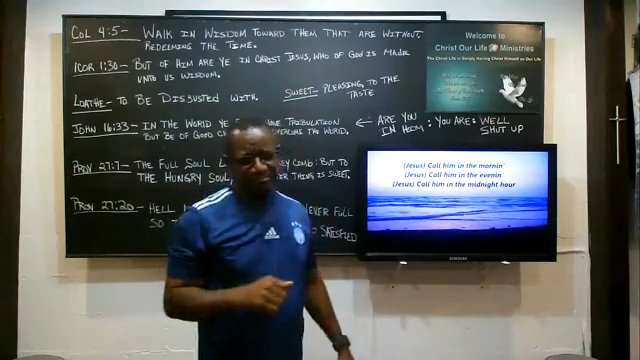 COL 4:5- WALK IN WISDOM TOWARD THEM THAT ARE WITHOUT,
REDEEMING THE TIME.
1COR 1:30- BUT OF HIM ARE YE IN CHRIST JESUS, WHO OF GOD IS MADE
UNTO US WISDOM.
LOATHE- TO BE DISGUSTED WITH.
SWEET- PLEASING TO THE
TASTE
JOHN 16:33- IN THE WORLD YE TRIBULATION
BUT BE OF GOOD THE WORLD.
← ARE YOU
IN HIM : YOU ARE: WELL
SHUT UP
PROV 27:7- THE FULL SOUL COMB: BUT TO
THE HUNGRY SOUL THING IS SWEET.
PROV 27:20- HELL FULL
SO SATISFIED
Welcome to
Christ Our Life Ministries
The Christ Life is Simply Having Christ Himself as Our Life
(Jesus) Call him in the mornin'
(Jesus) Call him in the evenin'
(Jesus) Call him in the midnight hour
SAMSUNG
adidas